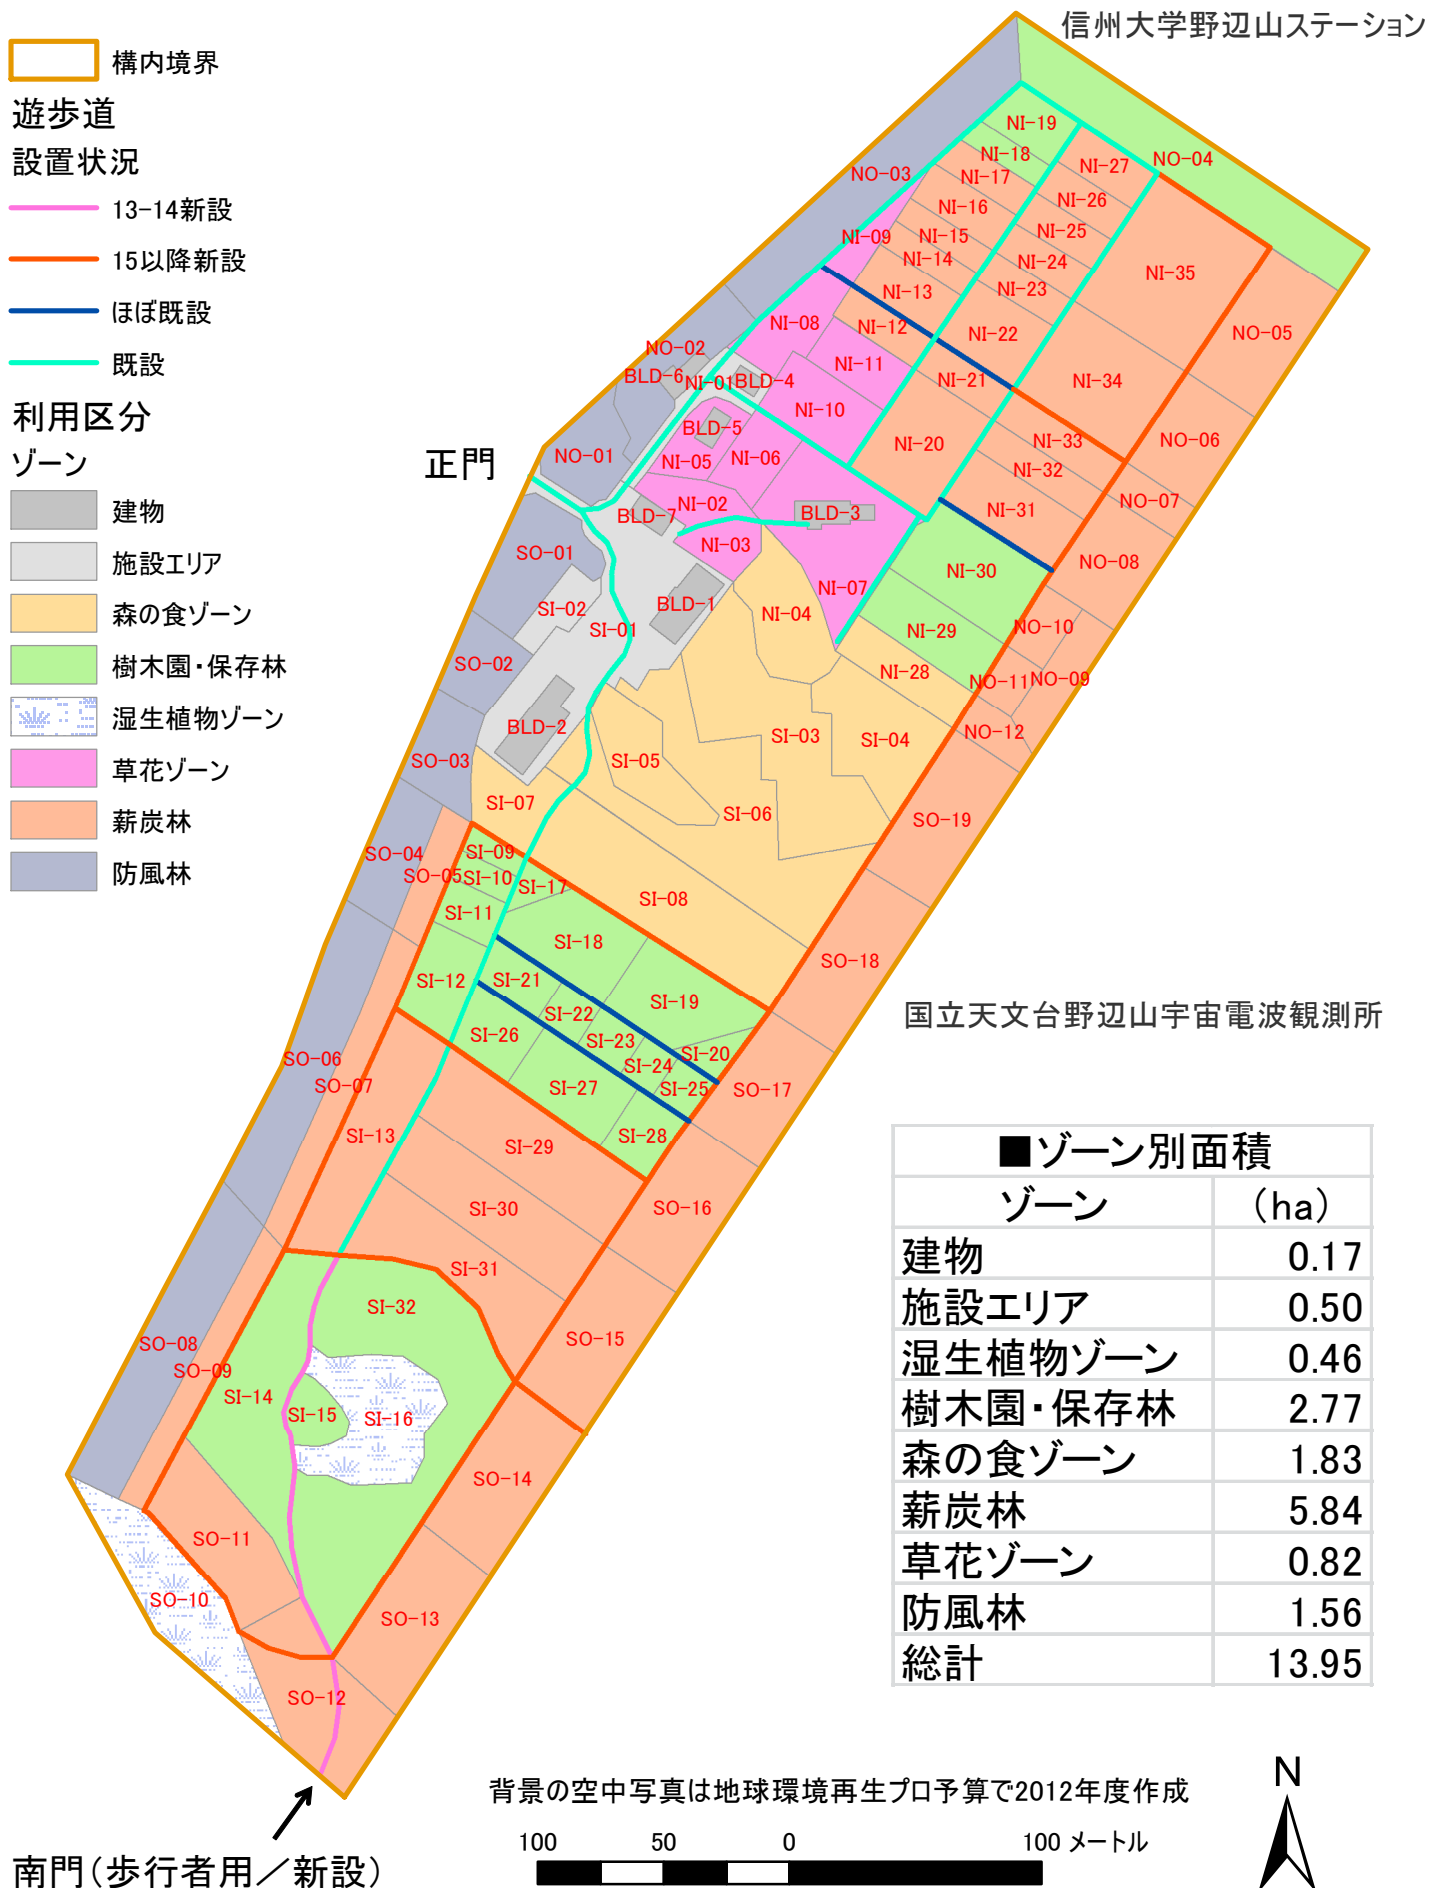 信州大学野辺山ステーション
構内境界
遊歩道
設置状況
13-14新設
15以降新設
ほぼ既設
既設
利用区分
ゾーン
建物
施設エリア
森の食ゾーン
樹木園・保存林
湿生植物ゾーン
草花ゾーン
薪炭林
防風林
正門
NI-19
NI-18
NI-17
NI-16
NI-15
NI-14
NI-13
NI-12
NI-27
NI-26
NI-25
NI-24
NI-23
NI-22
NI-21
NI-20
NO-04
NO-03
NI-09
NI-35
NI-08
NI-11
NI-10
NO-05
NI-34
NO-02
BLD-6
NI-01
BLD-4
BLD-5
NI-05
NI-06
NO-01
NI-33
NI-32
NI-31
NO-06
NO-07
NO-08
NI-02
BLD-7
BLD-3
NI-03
NI-07
NI-30
NI-29
NI-28
SO-01
SI-02
SI-01
BLD-1
NI-04
NO-10
NO-11
NO-09
NO-12
SO-02
BLD-2
SI-03
SI-04
SI-05
SI-06
SO-03
SI-07
SO-19
SO-04
SO-05
SI-09
SI-10
SI-17
SI-11
SI-08
SI-18
SO-18
SI-12
SI-21
SI-19
SI-22
SI-26
SI-23
SI-20
SI-24
SI-25
SI-27
SI-28
SO-17
SO-06
SO-07
SI-13
SI-29
SI-30
SO-16
SI-31
SI-32
SO-15
SO-08
SO-09
SI-14
SI-15
SI-16
SO-14
SO-11
SO-10
SO-13
SO-12
国立天文台野辺山宇宙電波観測所
■ゾーン別面積
ゾーン (ha)
建物 0.17
施設エリア 0.50
湿生植物ゾーン 0.46
樹木園・保存林 2.77
森の食ゾーン 1.83
薪炭林 5.84
草花ゾーン 0.82
防風林 1.56
総計 13.95
背景の空中写真は地球環境再生プロ予算で2012年度作成
100 50 0 100 メートル
N
南門(歩行者用／新設)